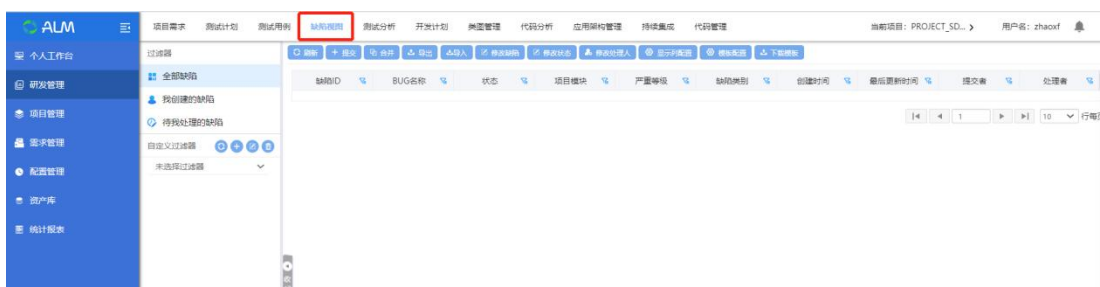 ALM
项目需求 测试计划 测试用例 缺陷视图 测试分析 开发计划 类图管理 代码分析 应用架构管理 持续集成 代码管理 当前项目: PROJECT_SD... 用户名: zhaoxf
个人工作台
研发管理
项目管理
需求管理
配置管理
资产库
统计报表
过滤器
全部缺陷
我创建的缺陷
待我处理的缺陷
自定义过滤器
未选择过滤器
刷新 提交 合并 导出 导入 修改缺陷 修改状态 修改处理人 显示列配置 模板配置 下载模板
缺陷ID BUG名称 状态 项目模块 严重等级 缺陷类别 创建时间 最后更新时间 提交者 处理者
1 10 行每页
收